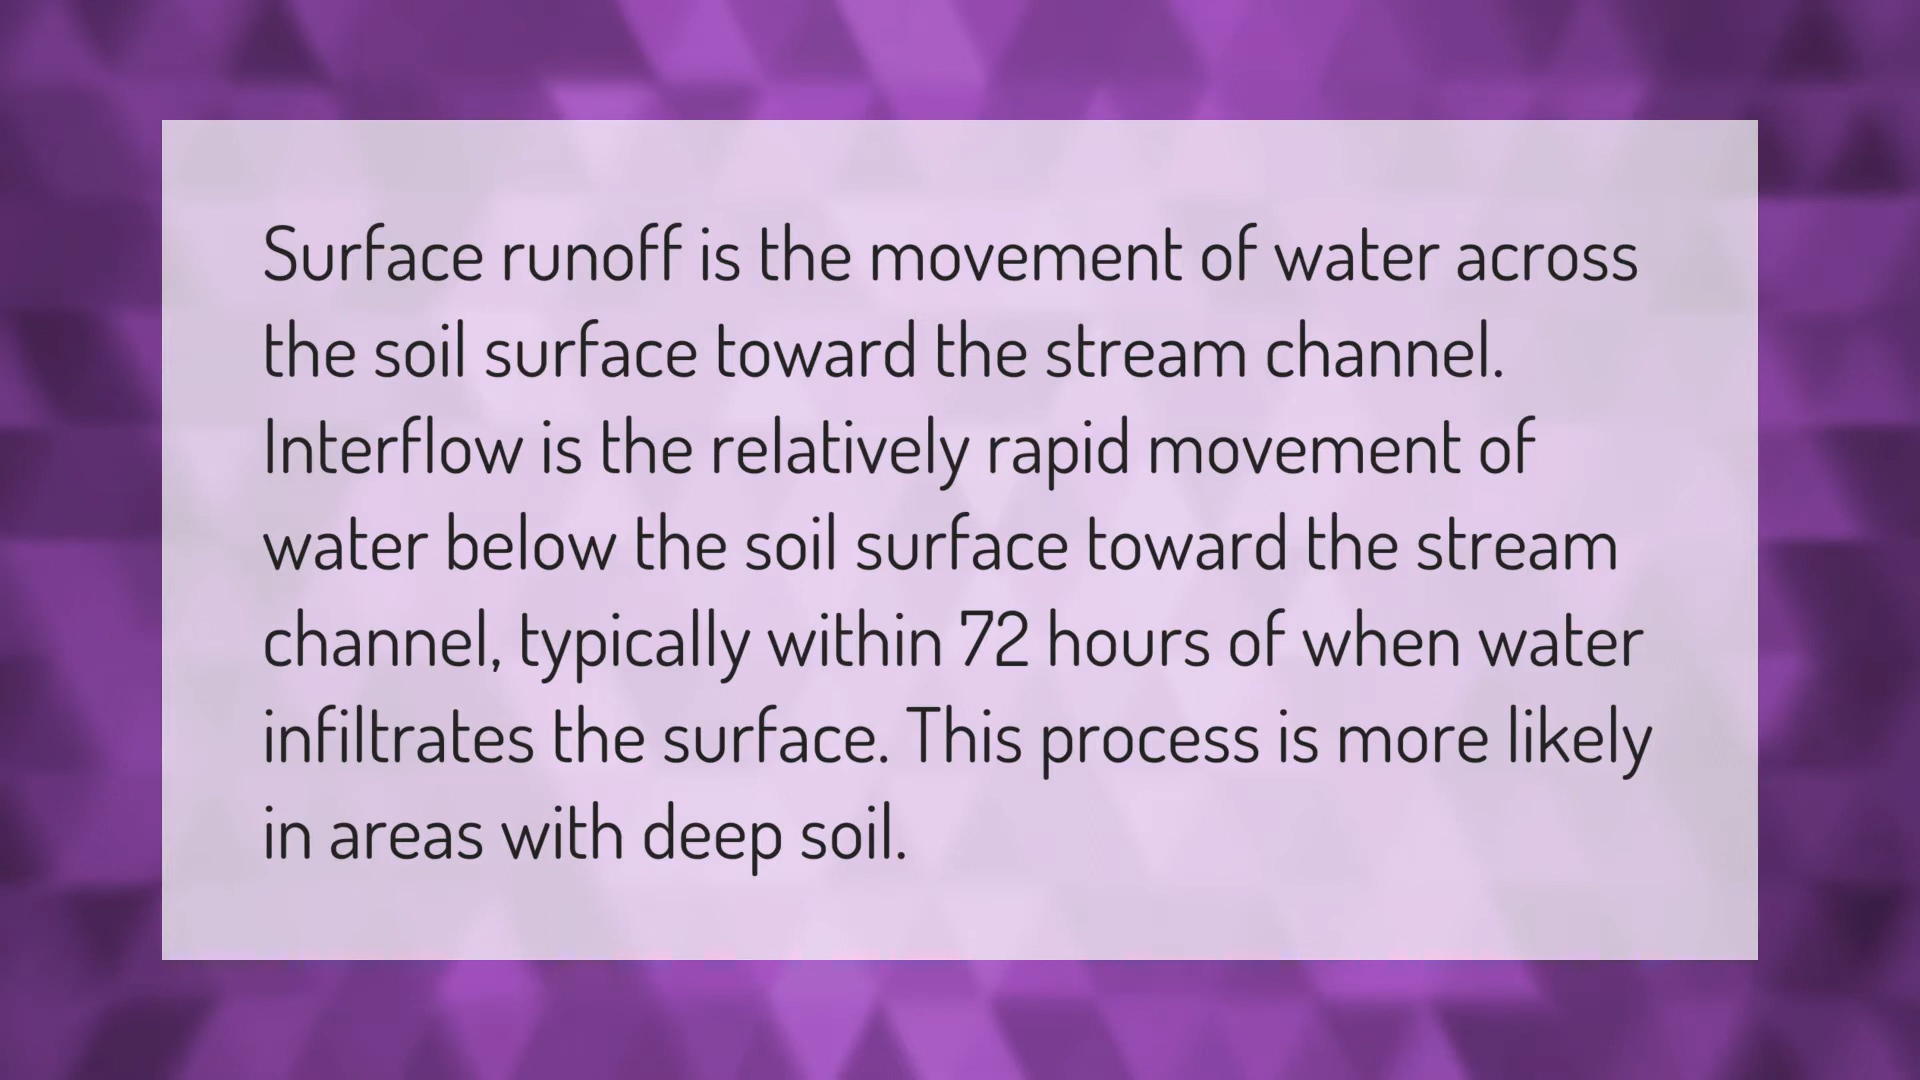 Surface runoff is the movement of water across
the soil surface toward the stream channel.
Interflow is the relatively rapid movement of
water below the soil surface toward the stream
channel, typically within 72 hours of when water
infiltrates the surface. This process is more likely
in areas with deep soil.